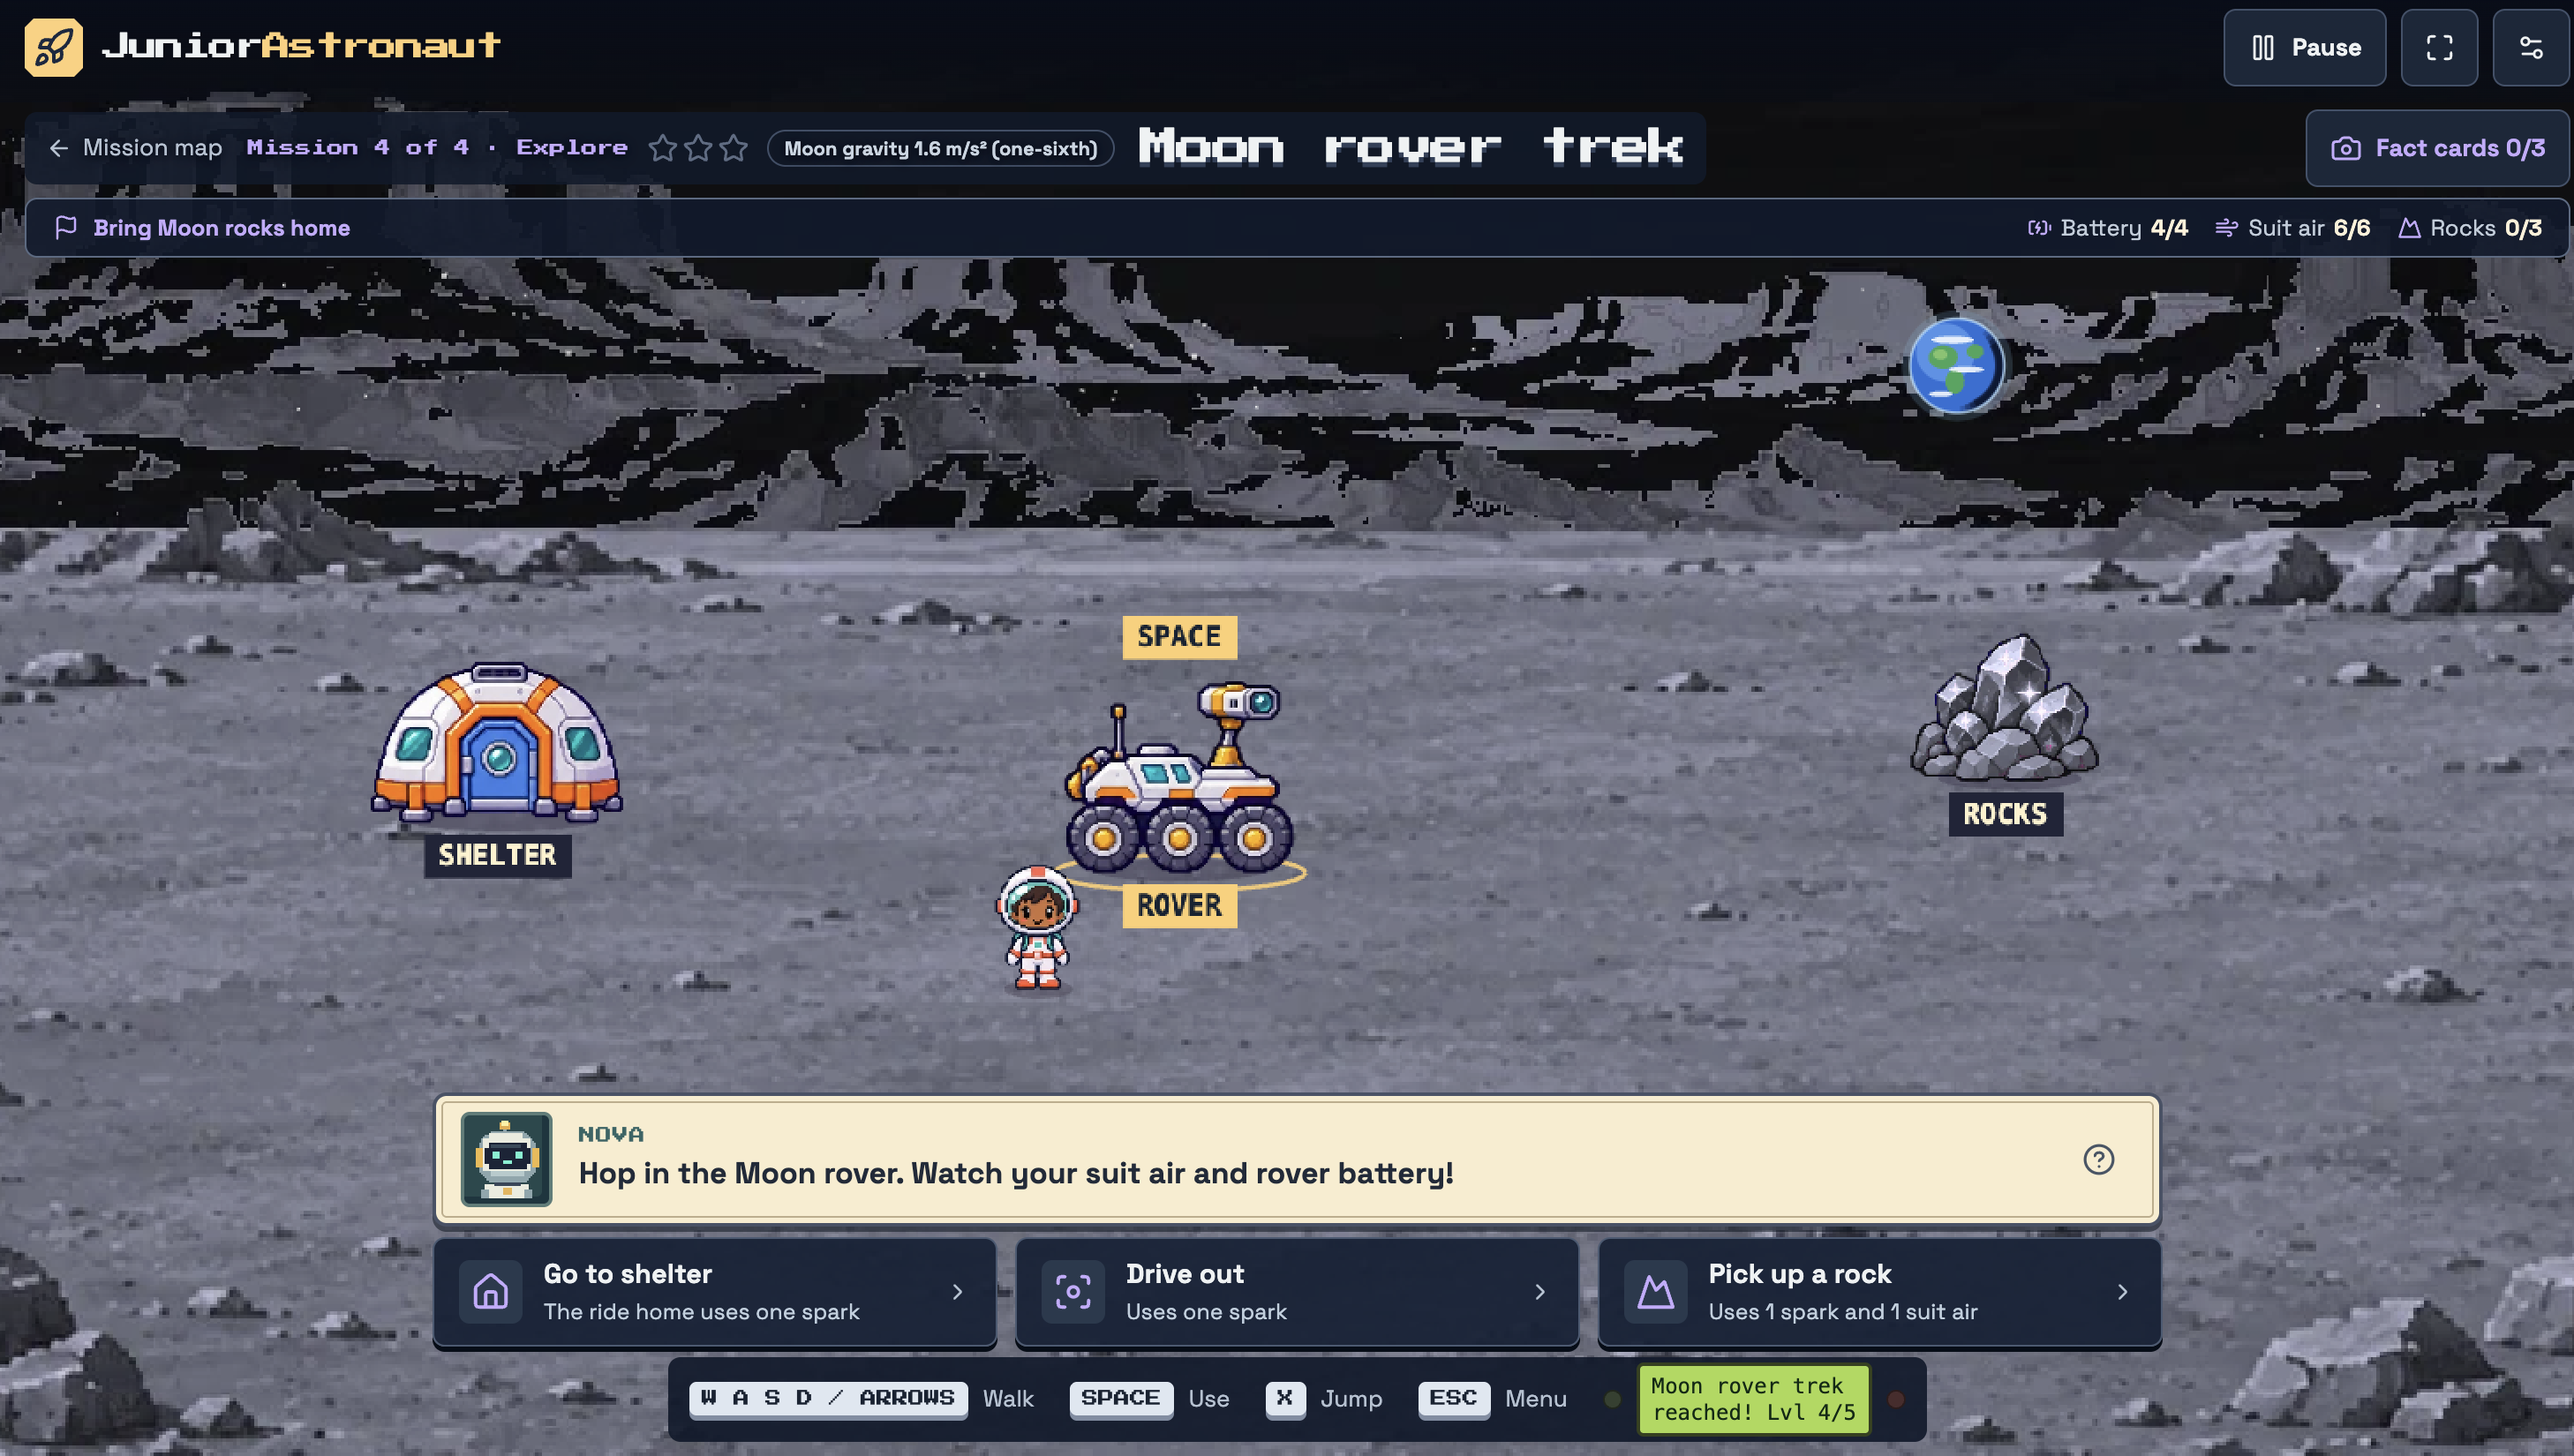 JuniorAstronaut
Pause
Mission map
Mission 4 of 4 · Explore
Moon gravity 1.6 m/s² (one-sixth)
Moon rover trek
Fact cards 0/3
Bring Moon rocks home
Battery 4/4
Suit air 6/6
Rocks 0/3
SPACE
SHELTER
ROVER
ROCKS
NOVA
Hop in the Moon rover. Watch your suit air and rover battery!
Go to shelter
The ride home uses one spark
Drive out
Uses one spark
Pick up a rock
Uses 1 spark and 1 suit air
W A S D / ARROWS Walk
SPACE Use
X Jump
ESC Menu
Moon rover trek
reached! Lvl 4/5